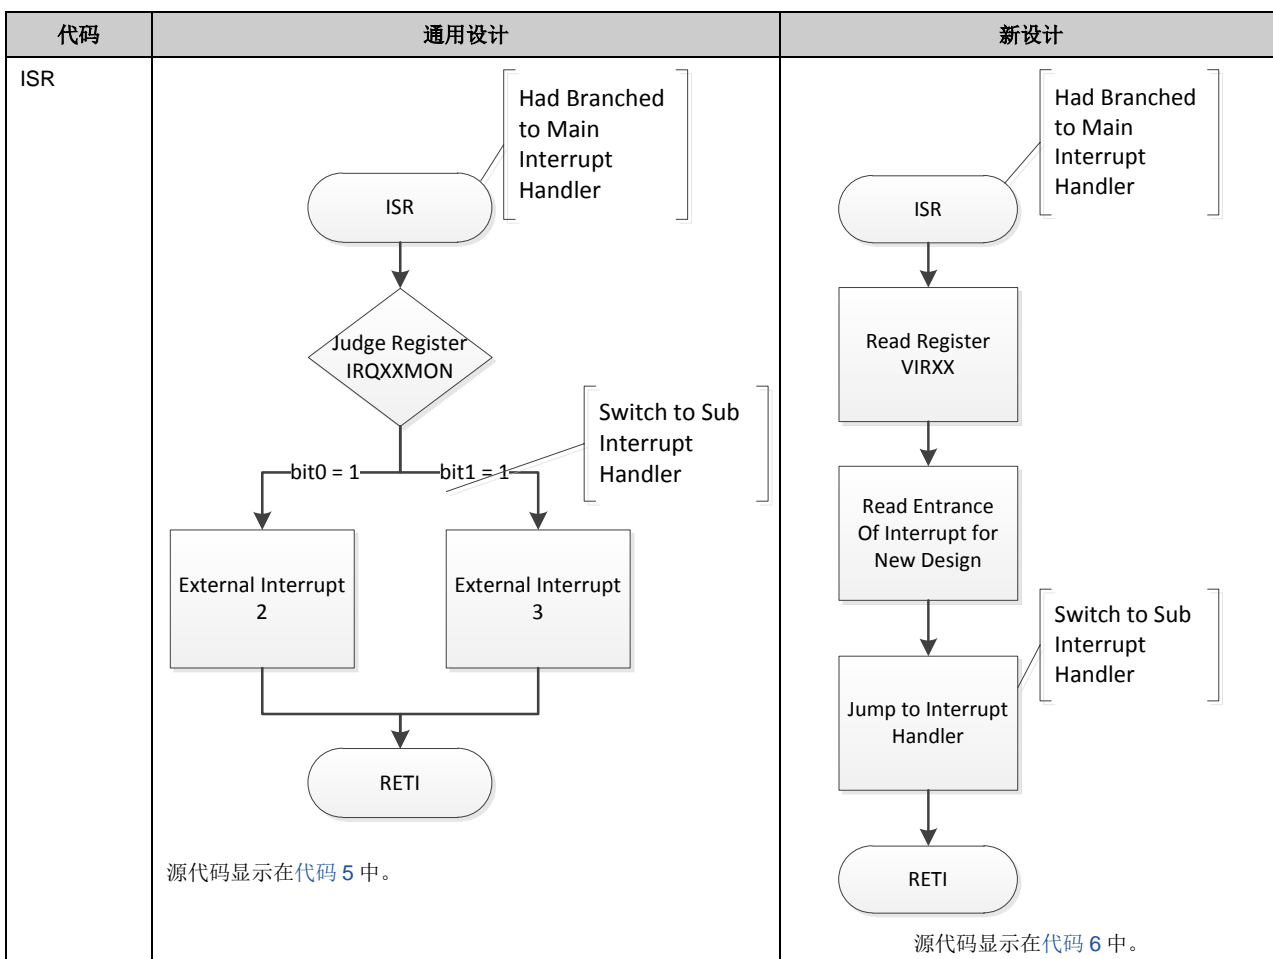 代码
通用设计
新设计
ISR
Had Branched
to Main
Interrupt
Handler
ISR
Judge Register
IRQXXMON
Switch to Sub
Interrupt
Handler
bit0 = 1
bit1 = 1
External Interrupt
2
External Interrupt
3
RETI
源代码显示在代码 5 中。
Had Branched
to Main
Interrupt
Handler
ISR
Read Register
VIRXX
Read Entrance
Of Interrupt for
New Design
Switch to Sub
Interrupt
Handler
Jump to Interrupt
Handler
RETI
源代码显示在代码 6 中。